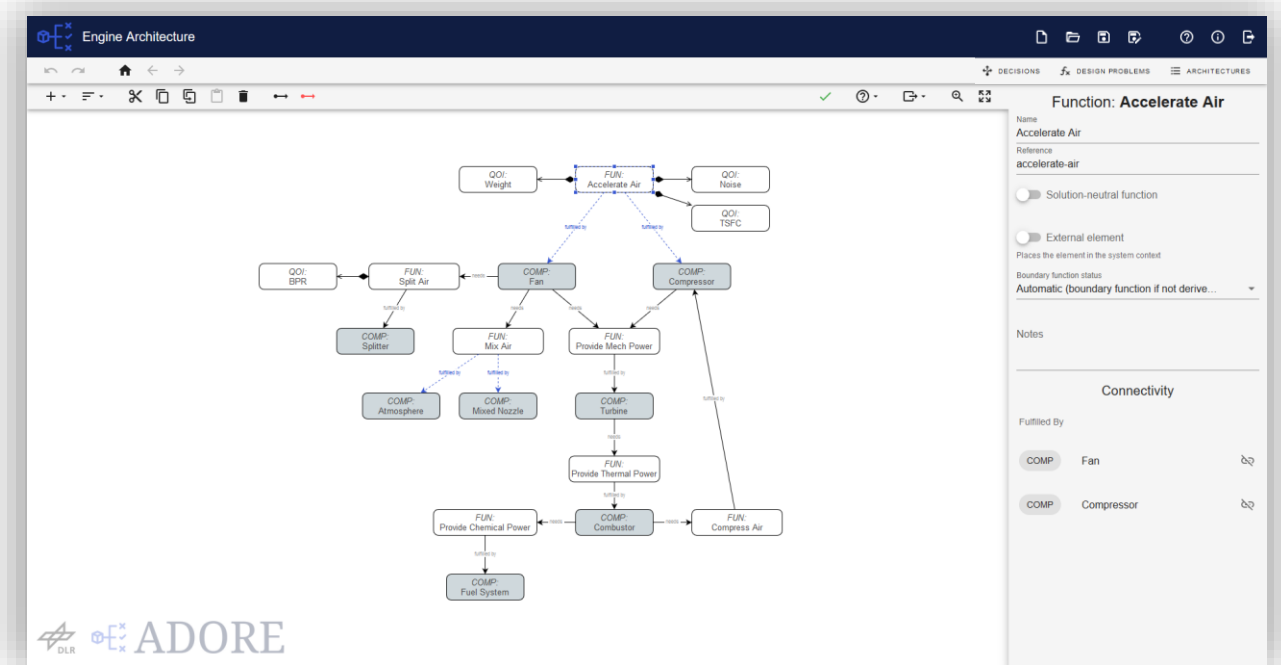 Engine Architecture
DECISIONS
fx DESIGN PROBLEMS
ARCHITECTURES
Function: Accelerate Air
Name
Accelerate Air
Reference
accelerate-air
Solution-neutral function
External element
Places the element in the system context
Boundary function status
Automatic (boundary function if not derive...
Notes
Connectivity
Fulfilled By
COMP Fan
COMP Compressor
QOI:
Weight
FUN:
Accelerate Air
QOI:
Noise
QOI:
TSFC
fulfilled by
fulfilled by
QOI:
BPR
FUN:
Split Air
needs
COMP:
Fan
COMP:
Compressor
fulfilled by
needs
needs
needs
COMP:
Splitter
FUN:
Mix Air
FUN:
Provide Mech Power
fulfilled by
fulfilled by
fulfilled by
COMP:
Atmosphere
COMP:
Mixed Nozzle
COMP:
Turbine
fulfilled by
needs
FUN:
Provide Thermal Power
fulfilled by
FUN:
Provide Chemical Power
needs
COMP:
Combustor
needs
FUN:
Compress Air
fulfilled by
COMP:
Fuel System
DLR
ADORE